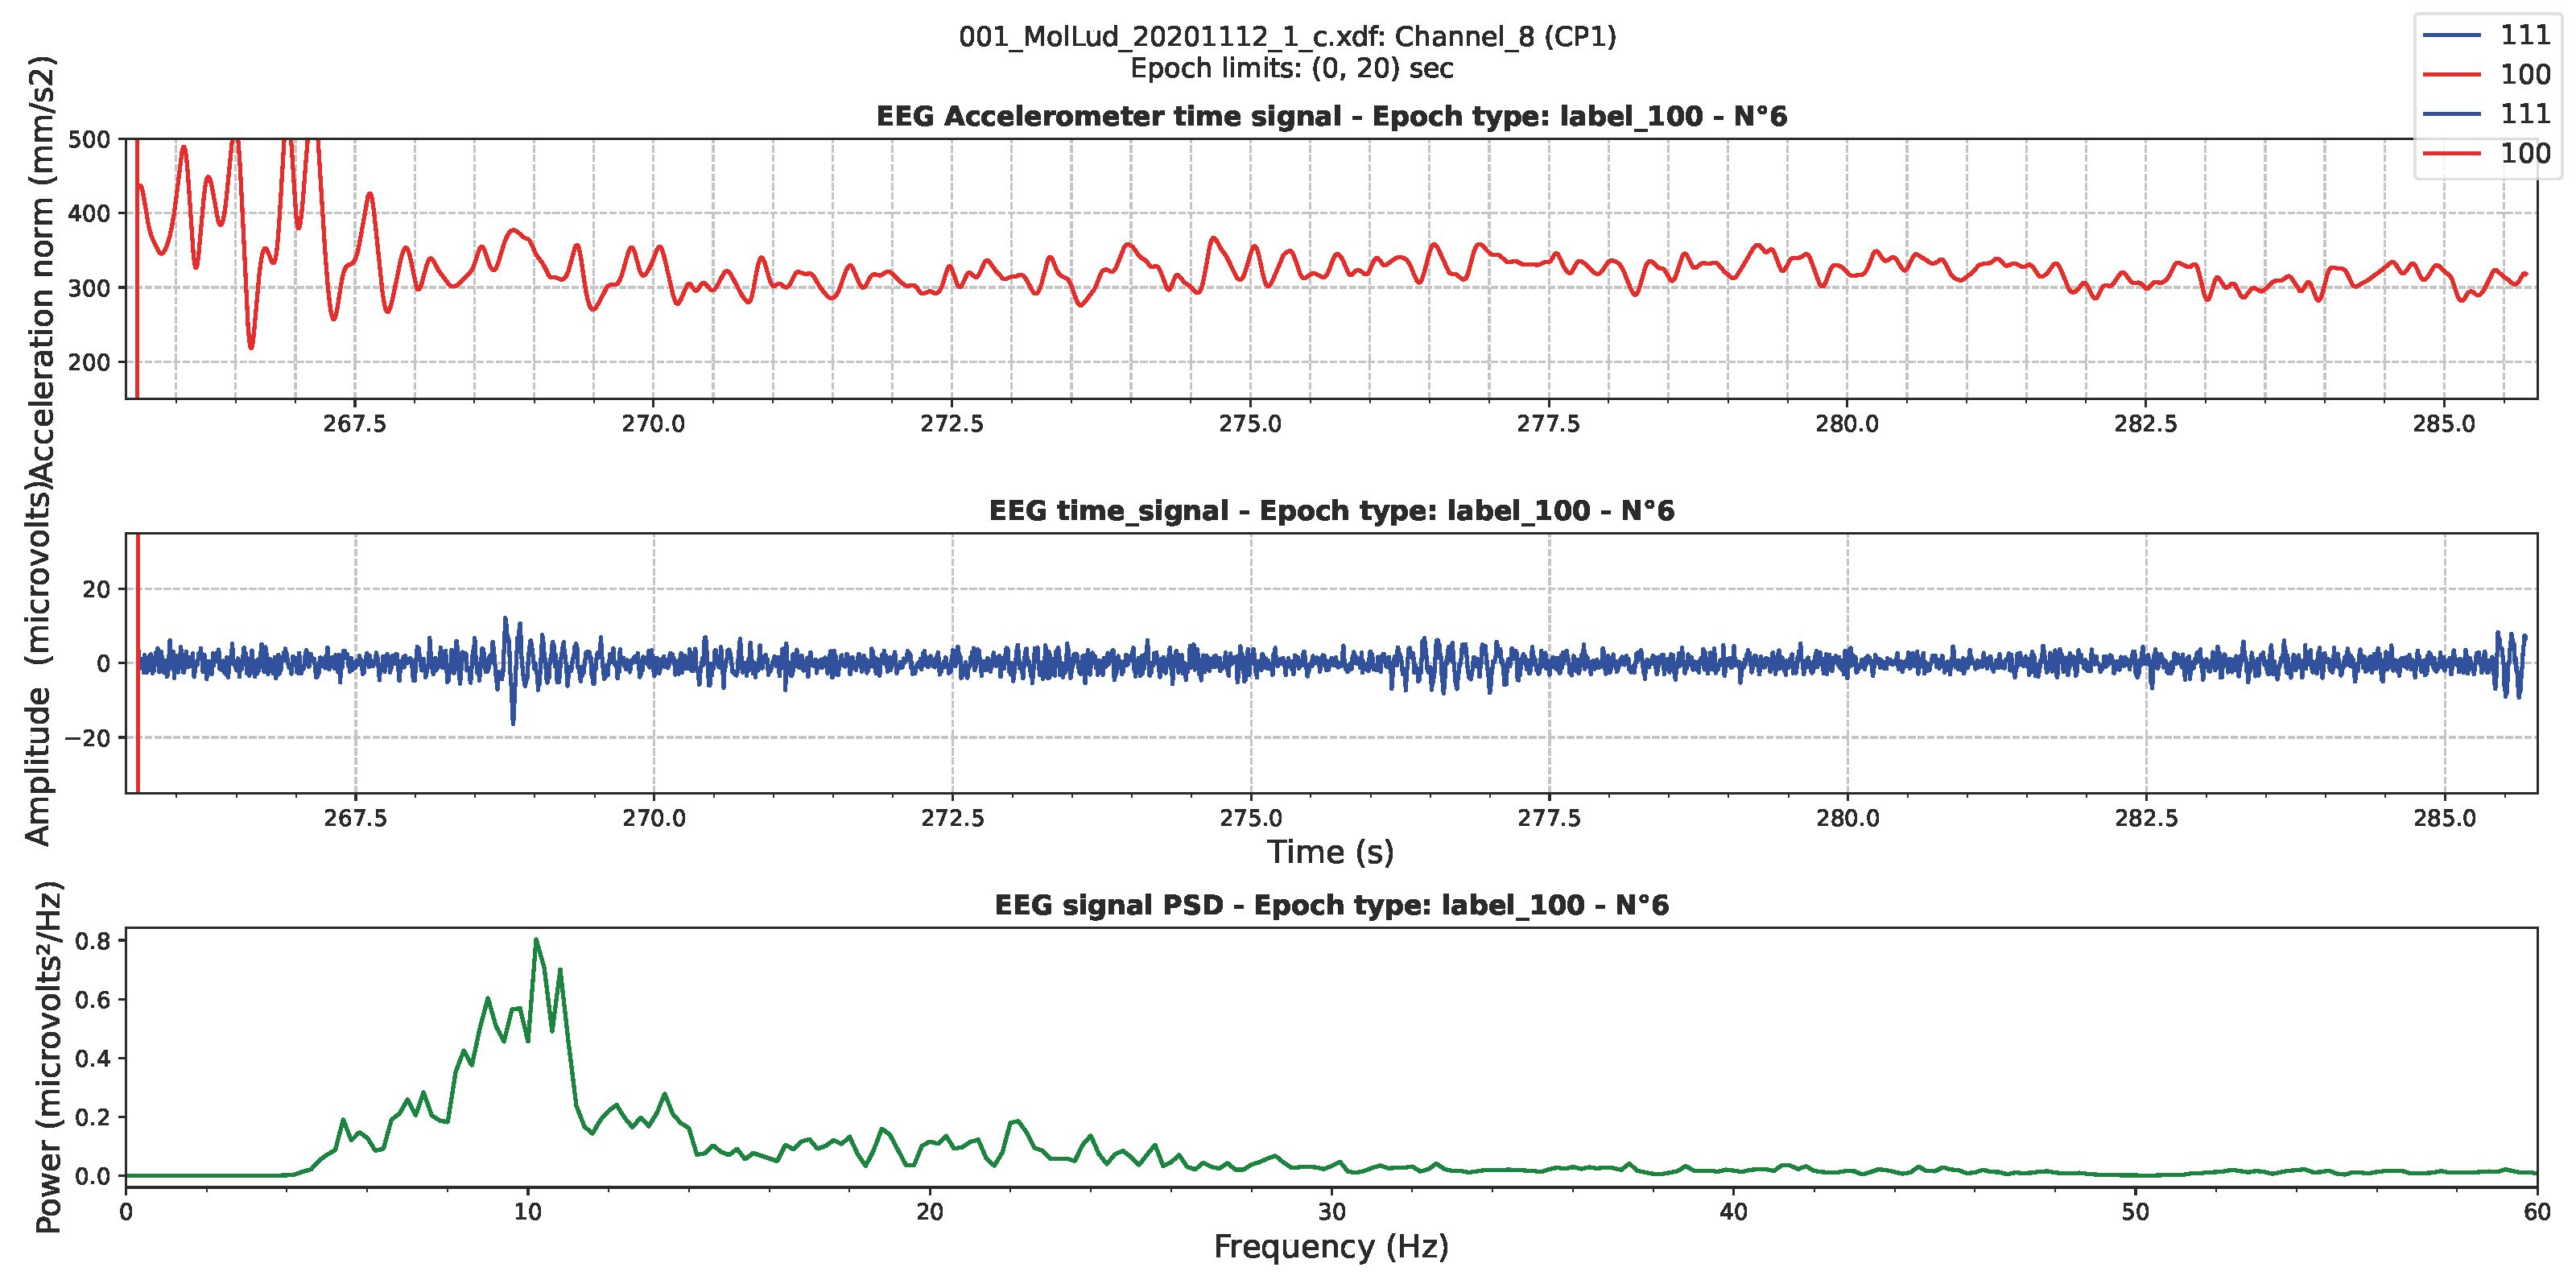 001_MolLud_20201112_1_c.xdf: Channel_8 (CP1)
Epoch limits: (0, 20) sec
111
100
111
100
EEG Accelerometer time signal - Epoch type: label_100 - N°6
Acceleration norm (mm/s2)
500
400
300
200
267.5 270.0 272.5 275.0 277.5 280.0 282.5 285.0
EEG time_signal - Epoch type: label_100 - N°6
Amplitude (microvolts)
20
0
−20
267.5 270.0 272.5 275.0 277.5 280.0 282.5 285.0
Time (s)
EEG signal PSD - Epoch type: label_100 - N°6
Power (microvolts²/Hz)
0.8
0.6
0.4
0.2
0.0
0 10 20 30 40 50 60
Frequency (Hz)